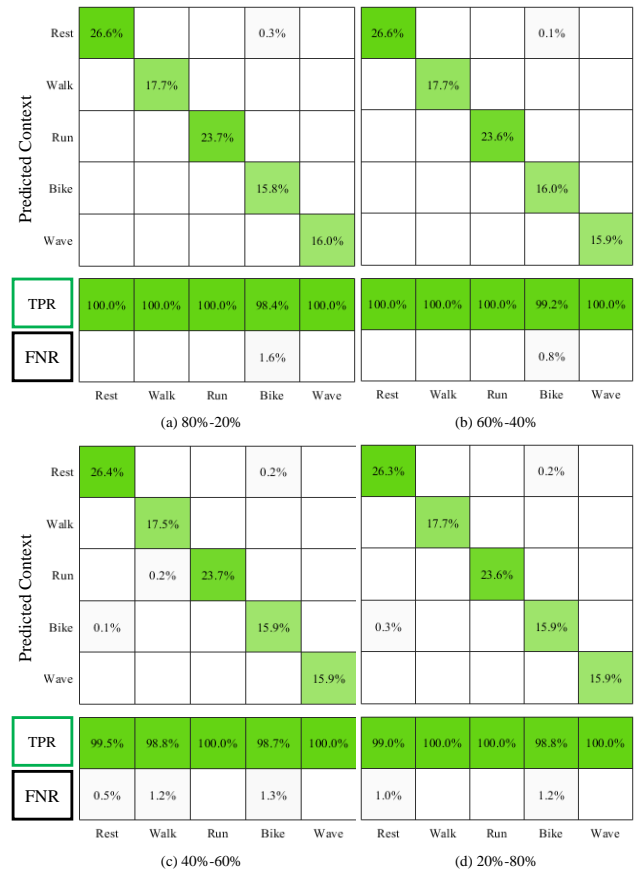 Predicted Context
Rest 26.6% 0.3% 26.6% 0.1%
Walk 17.7% 17.7%
Run 23.7% 23.6%
Bike 15.8% 16.0%
Wave 16.0% 15.9%
TPR 100.0% 100.0% 100.0% 98.4% 100.0% 100.0% 100.0% 100.0% 99.2% 100.0%
FNR 1.6% 0.8%
Rest Walk Run Bike Wave Rest Walk Run Bike Wave
(a) 80%-20% (b) 60%-40%
Predicted Context
Rest 26.4% 0.2% 26.3% 0.2%
Walk 17.5% 17.7%
Run 0.2% 23.7% 23.6%
Bike 0.1% 15.9% 0.3% 15.9%
Wave 15.9% 15.9%
TPR 99.5% 98.8% 100.0% 98.7% 100.0% 99.0% 100.0% 100.0% 98.8% 100.0%
FNR 0.5% 1.2% 1.3% 1.0% 1.2%
Rest Walk Run Bike Wave Rest Walk Run Bike Wave
(c) 40%-60% (d) 20%-80%